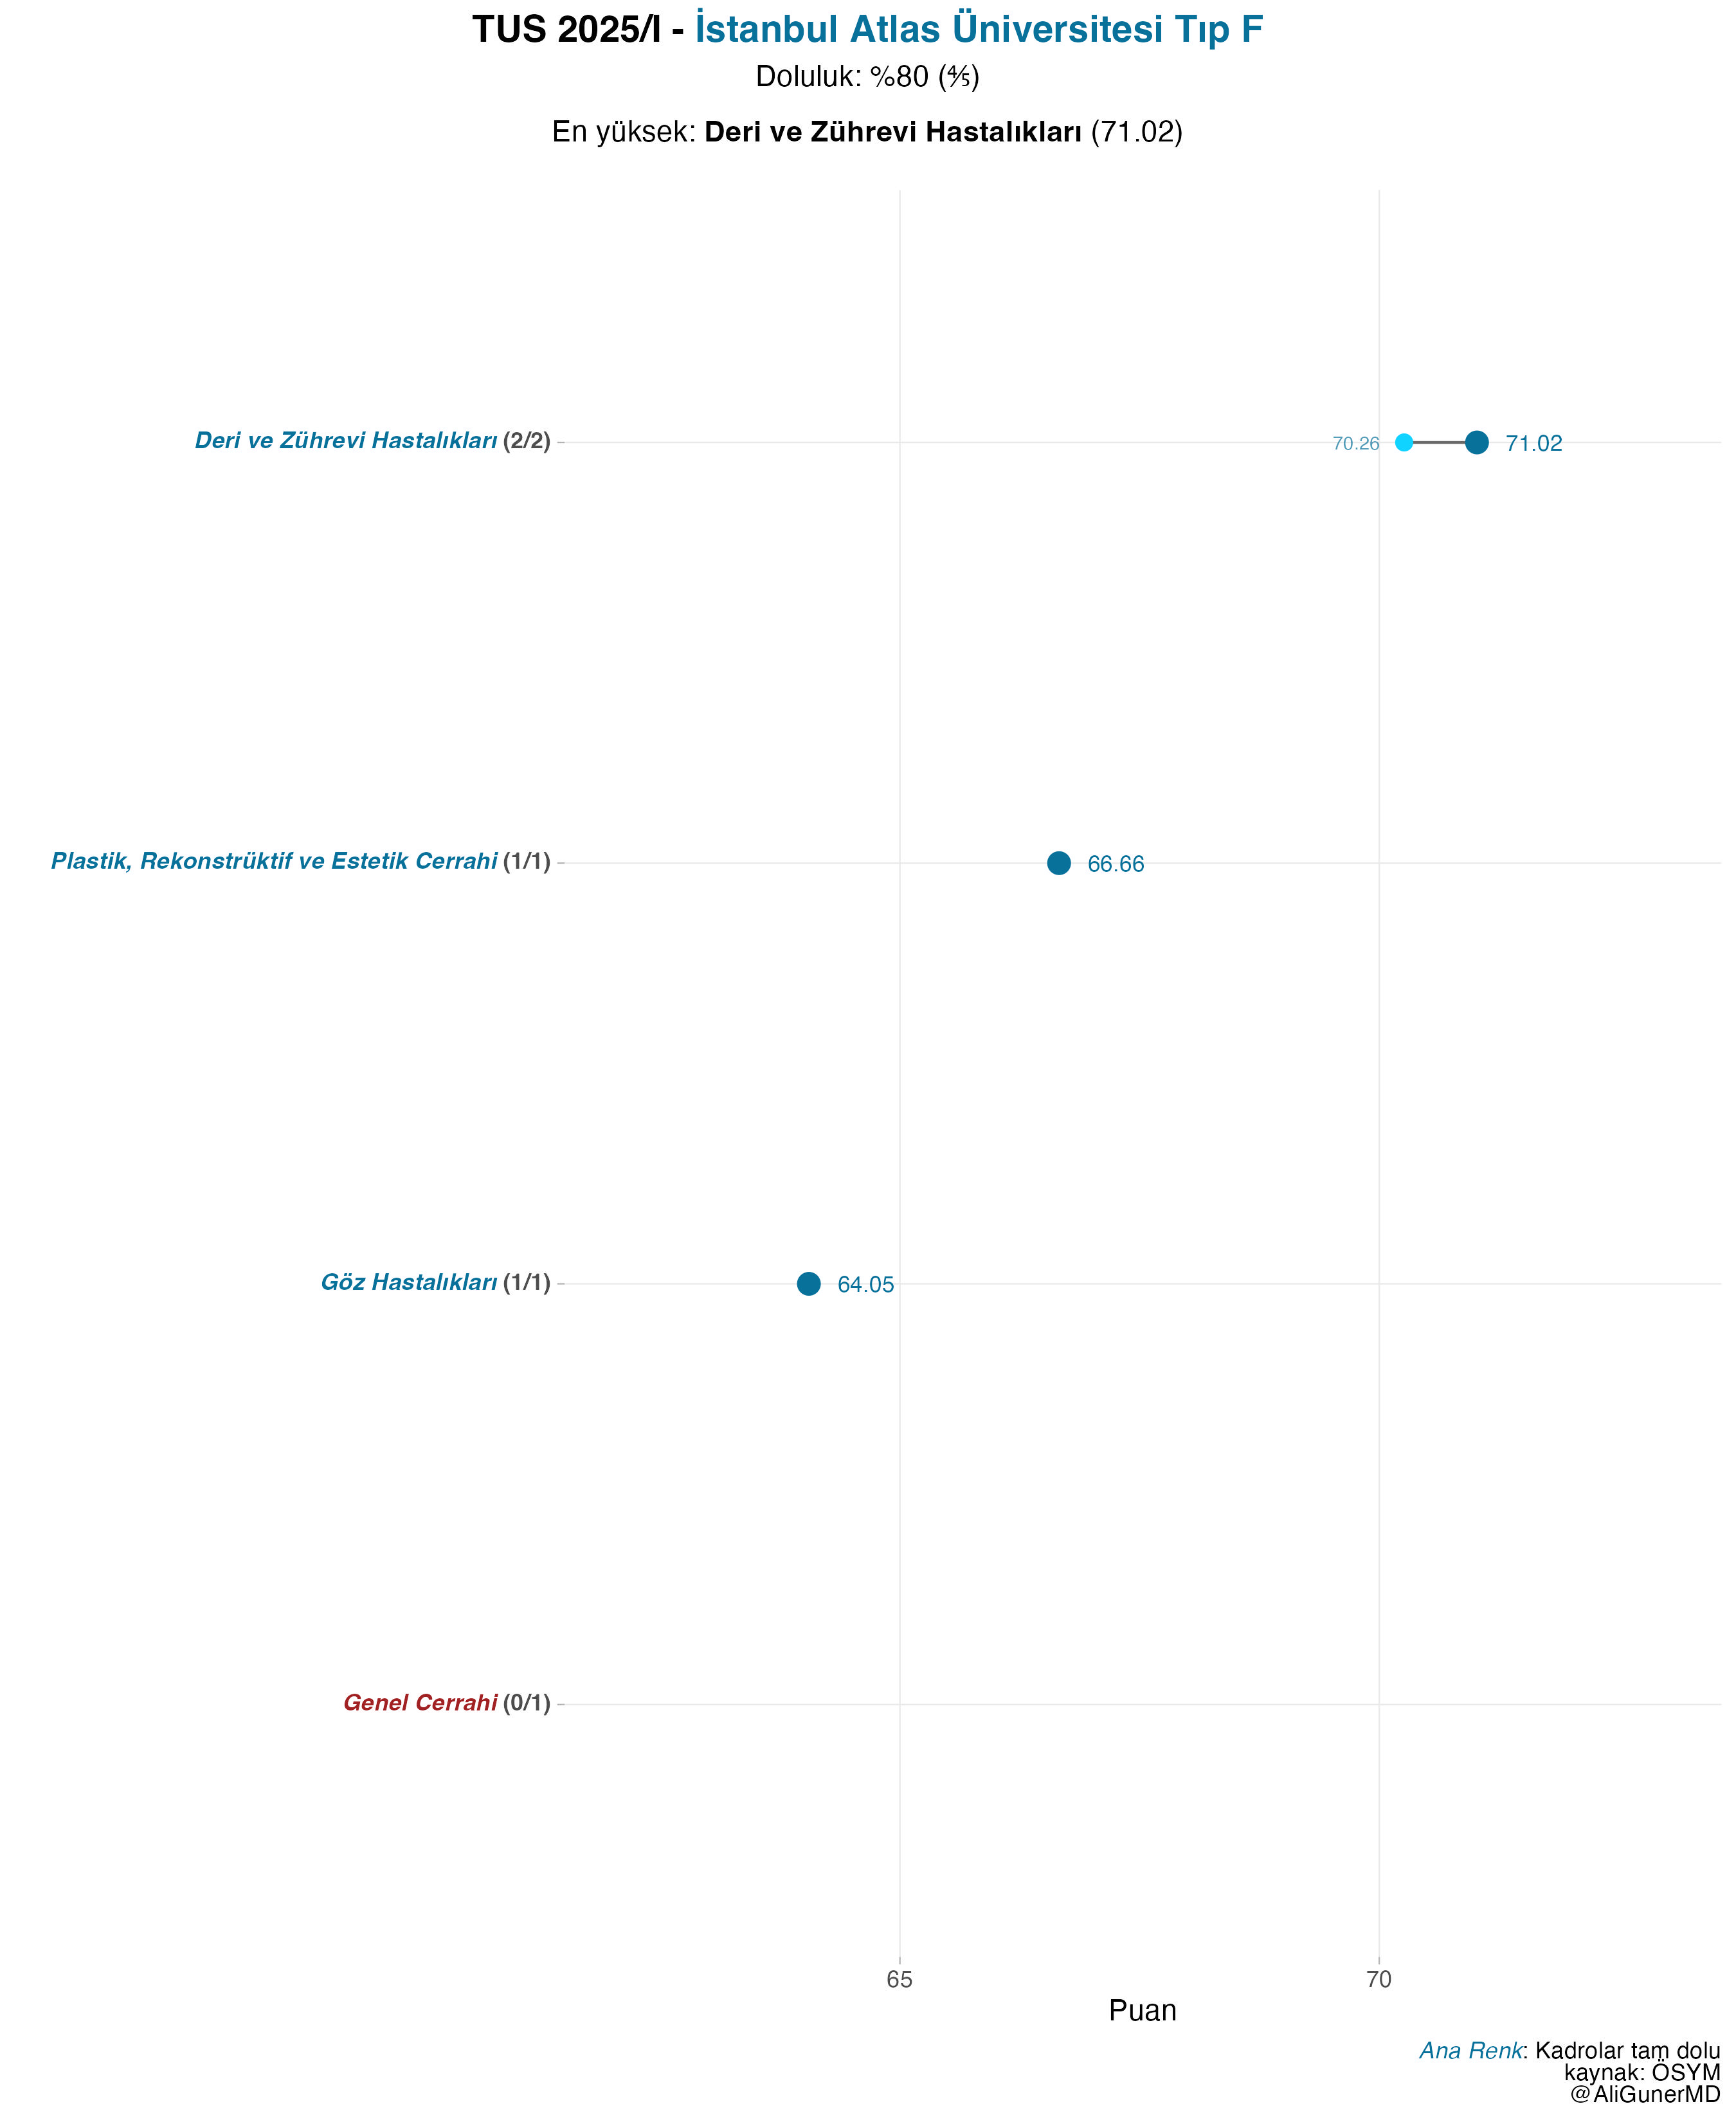 TUS 2025/I - İstanbul Atlas Üniversitesi Tıp F
Doluluk: %80 (⅘)
En yüksek: Deri ve Zührevi Hastalıkları (71.02)
Deri ve Zührevi Hastalıkları (2/2)
70.26
71.02
Plastik, Rekonstrüktif ve Estetik Cerrahi (1/1)
66.66
Göz Hastalıkları (1/1)
64.05
Genel Cerrahi (0/1)
65
70
Puan
Ana Renk: Kadrolar tam dolu
kaynak: ÖSYM
@AliGunerMD